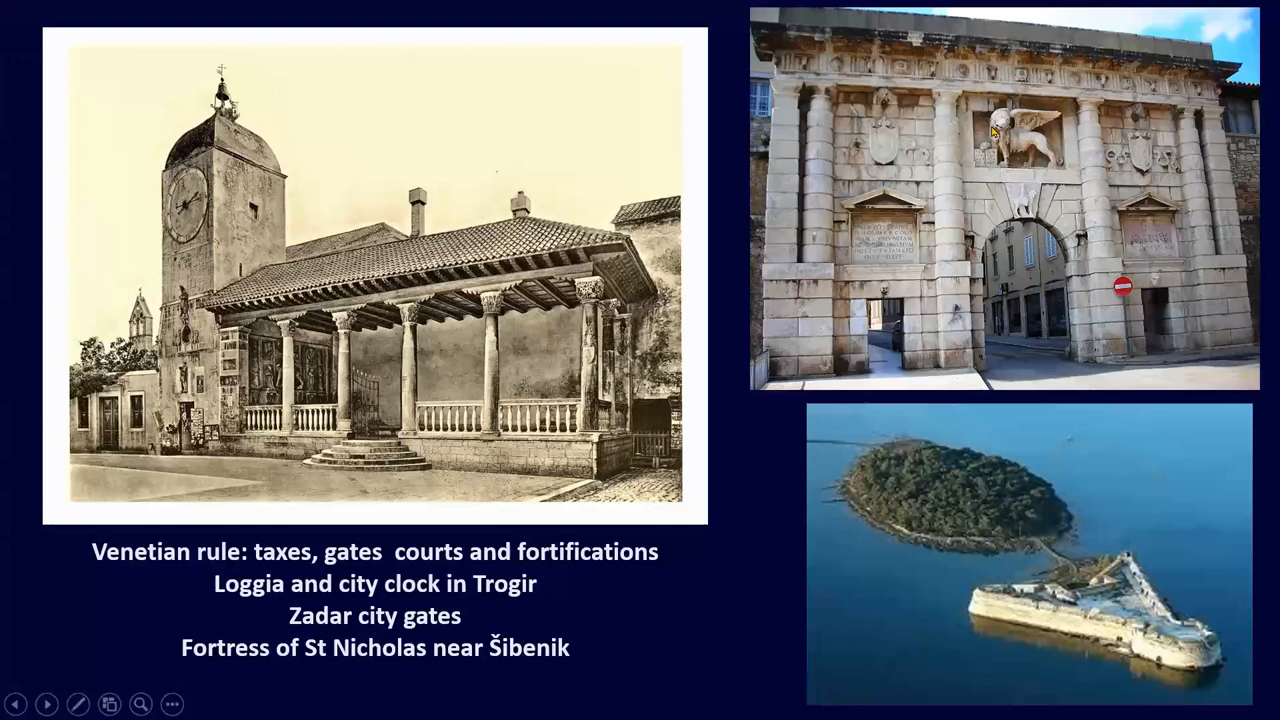 Venetian rule: taxes, gates  courts and fortifications
Loggia and city clock in Trogir
Zadar city gates
Fortress of St Nicholas near Šibenik